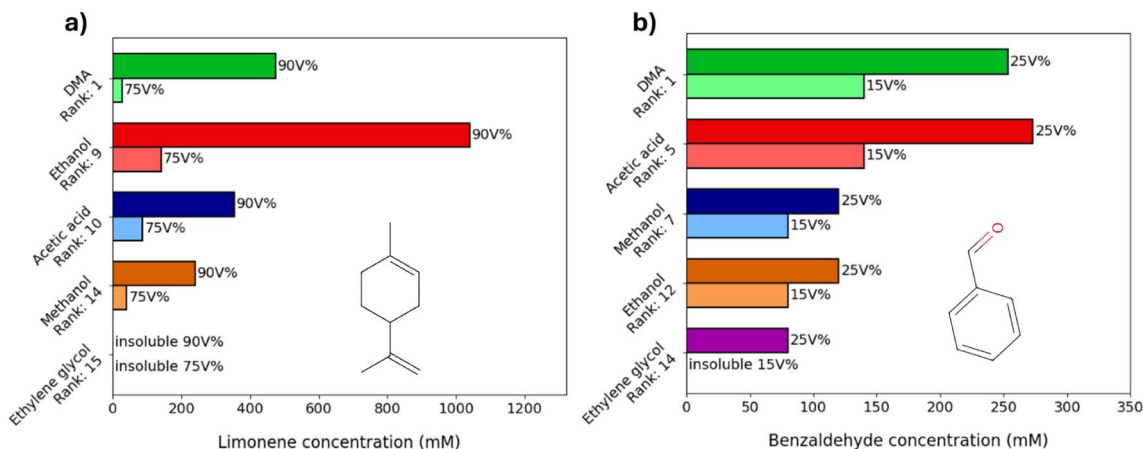 a)
DMA
Rank: 1
90V%
75V%
Ethanol
Rank: 9
90V%
75V%
Acetic acid
Rank: 10
90V%
75V%
Methanol
Rank: 14
90V%
75V%
Ethylene glycol
Rank: 15
insoluble 90V%
insoluble 75V%
0 200 400 600 800 1000 1200
Limonene concentration (mM)
b)
DMA
Rank: 1
25V%
15V%
Acetic acid
Rank: 5
25V%
15V%
Methanol
Rank: 7
25V%
15V%
Ethanol
Rank: 12
25V%
15V%
Ethylene glycol
Rank: 14
25V%
insoluble 15V%
O
0 50 100 150 200 250 300 350
Benzaldehyde concentration (mM)